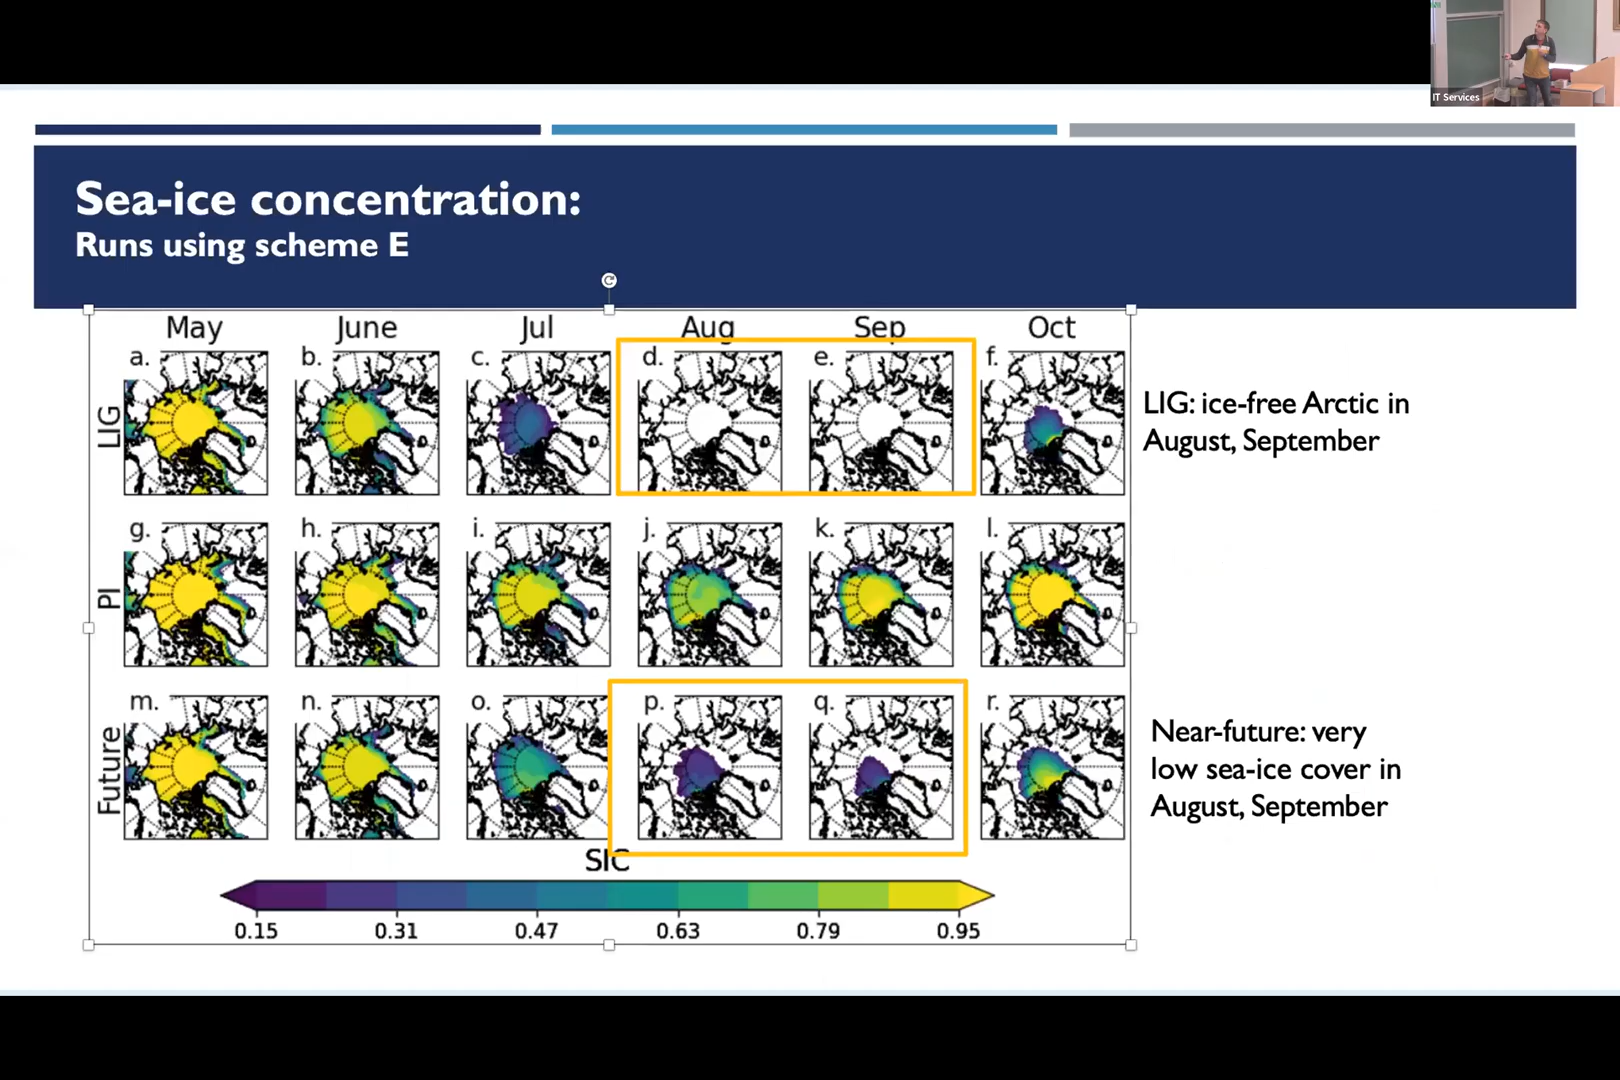 IT Services
Sea-ice concentration:
Runs using scheme E
May June Jul Aug Sep Oct
a. b. c. d. e. f.
LIG
LIG: ice-free Arctic in
August, September
g. h. i. j. k. l.
PI
m. n. o. p. q. r.
Future
Near-future: very
low sea-ice cover in
August, September
SIC
0.15 0.31 0.47 0.63 0.79 0.95